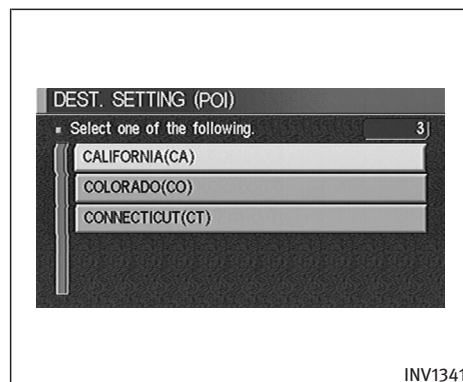 DEST. SETTING (POI)
Select one of the following. 3
CALIFORNIA(CA)
COLORADO(CO)
CONNECTICUT(CT)
INV1341